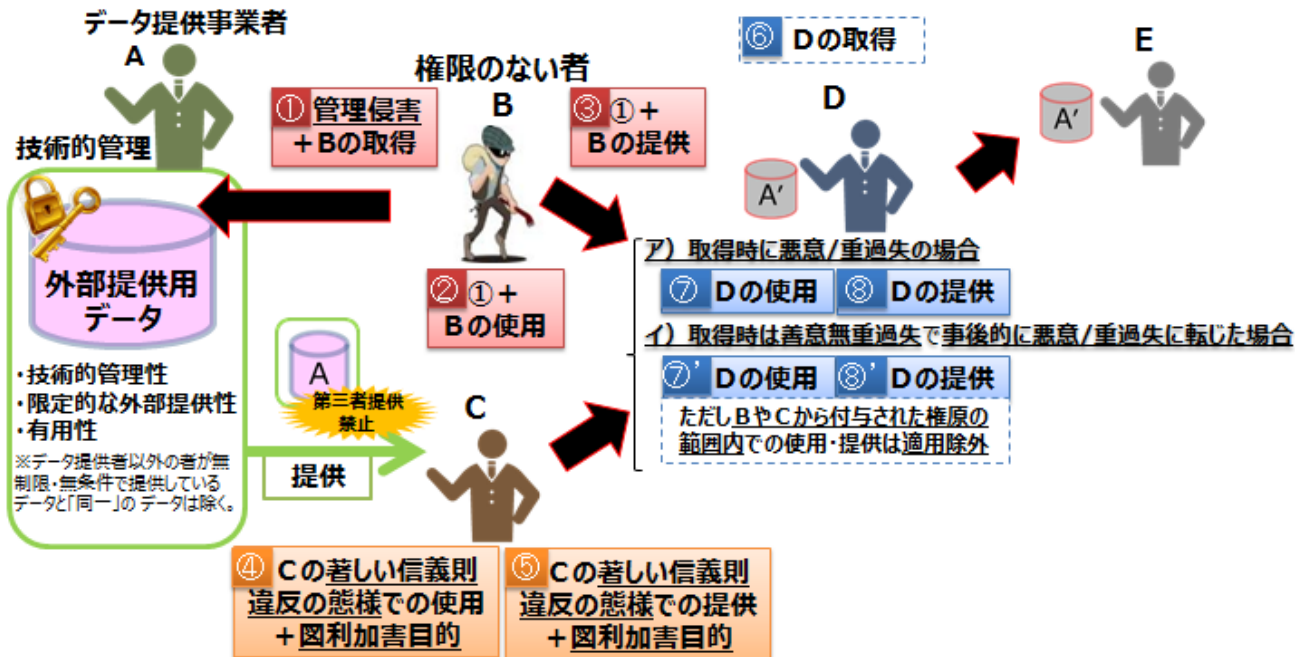 データ提供事業者
A
権限のない者
B
⑥ Dの取得
D
E
A′
A′
① 管理侵害
+Bの取得
③ ①+
Bの提供
② ①+
Bの使用
技術的管理
外部提供用
データ
・技術的管理性
・限定的な外部提供性
・有用性
※データ提供者以外の者が無
制限・無条件で提供している
データと「同一」の データは除く。
A
第三者提供
禁止
提供
C
ア）取得時に悪意/重過失の場合
⑦ Dの使用
⑧ Dの提供
イ）取得時は善意無重過失で事後的に悪意/重過失に転じた場合
⑦’ Dの使用
⑧’ Dの提供
ただしBやCから付与された権原の
範囲内での使用・提供は適用除外
④ Cの著しい信義則
違反の態様での使用
+図利加害目的
⑤ Cの著しい信義則
違反の態様での提供
+図利加害目的